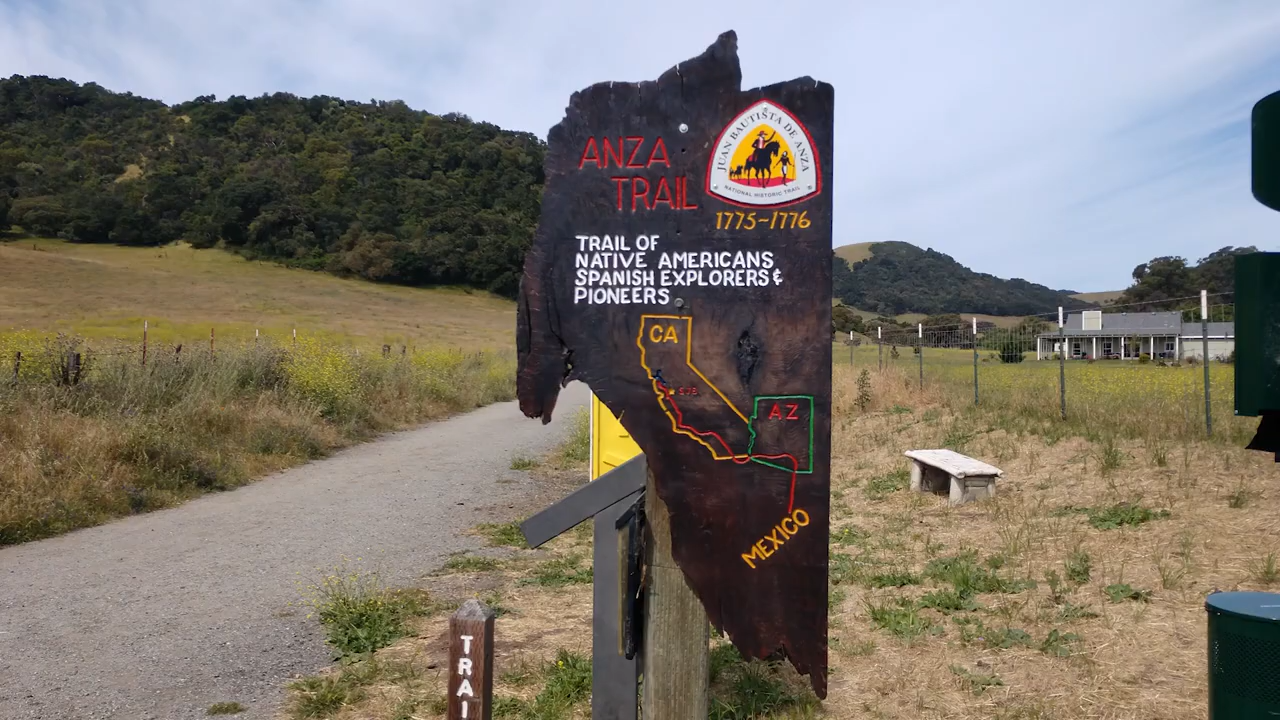 ANZA
TRAIL
JUAN BAUTISTA DE ANZA
NATIONAL HISTORIC TRAIL
1775~1776
TRAIL OF
NATIVE AMERICANS
SPANISH EXPLORERS &
PIONEERS
CA
SJB
AZ
MEXICO
TRAI